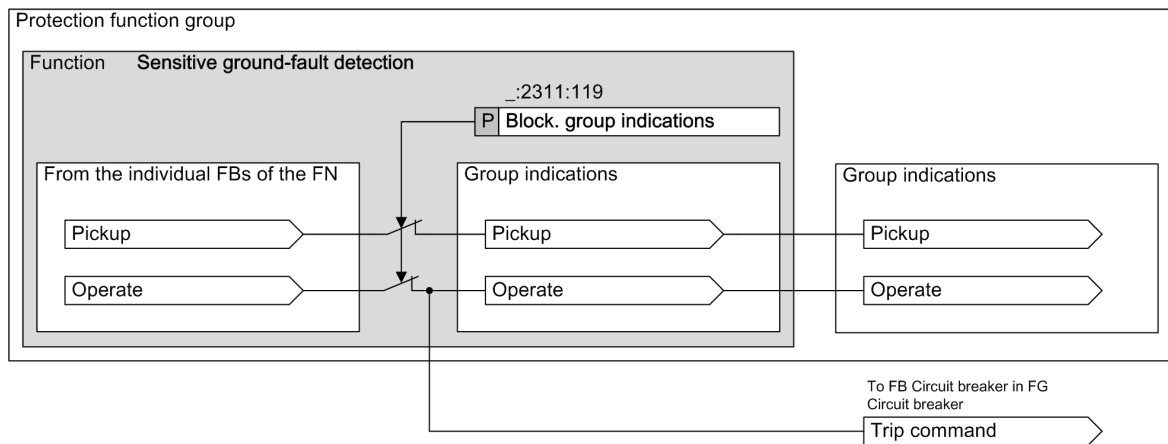 Protection function group
Function Sensitive ground-fault detection
_:2311:119
P Block. group indications
From the individual FBs of the FN
Group indications
Group indications
Pickup
Pickup
Pickup
Operate
Operate
Operate
To FB Circuit breaker in FG
Circuit breaker
Trip command